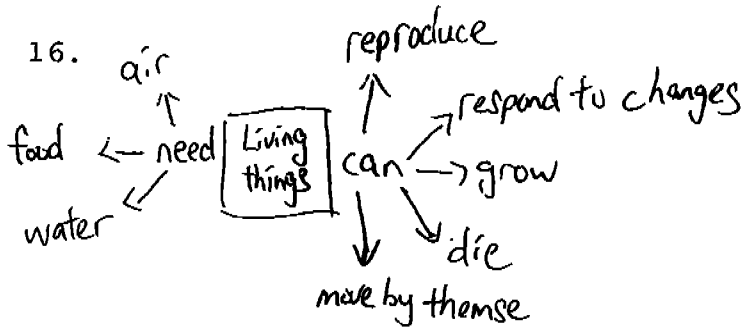 16.
air
food
need
water
Living
things
can
reproduce
respond to changes
grow
die
move by themse